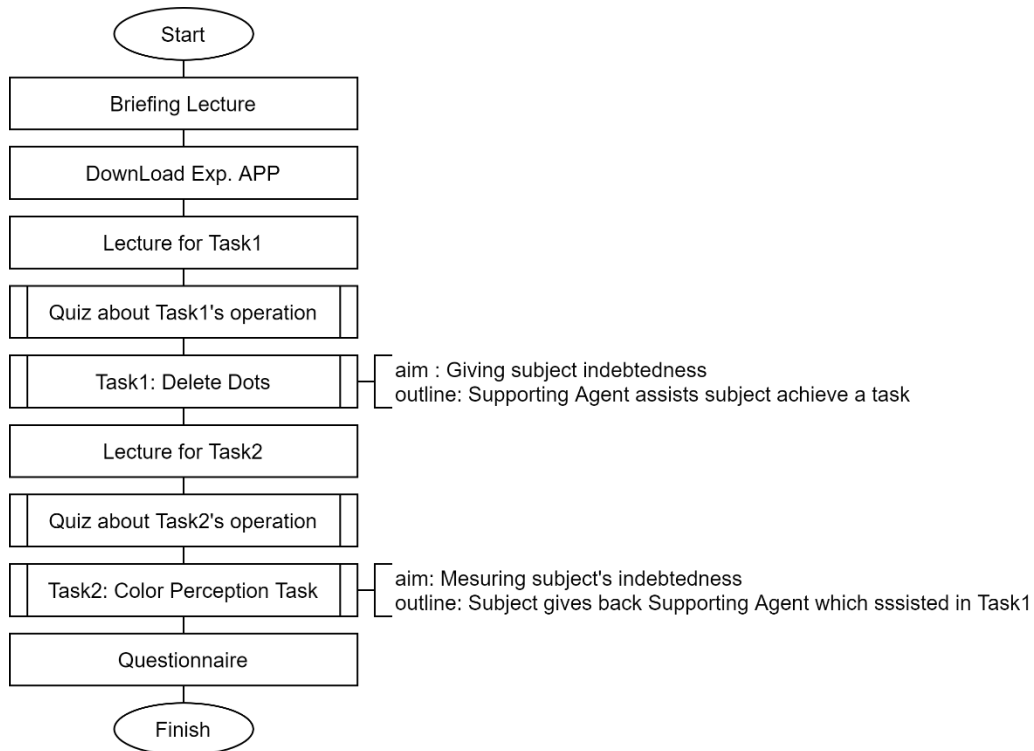 Start
Briefing Lecture
DownLoad Exp. APP
Lecture for Task1
Quiz about Task1's operation
Task1: Delete Dots
aim : Giving subject indebtedness
outline: Supporting Agent assists subject achieve a task
Lecture for Task2
Quiz about Task2's operation
Task2: Color Perception Task
aim: Mesuring subject's indebtedness
outline: Subject gives back Supporting Agent which sssisted in Task1
Questionnaire
Finish